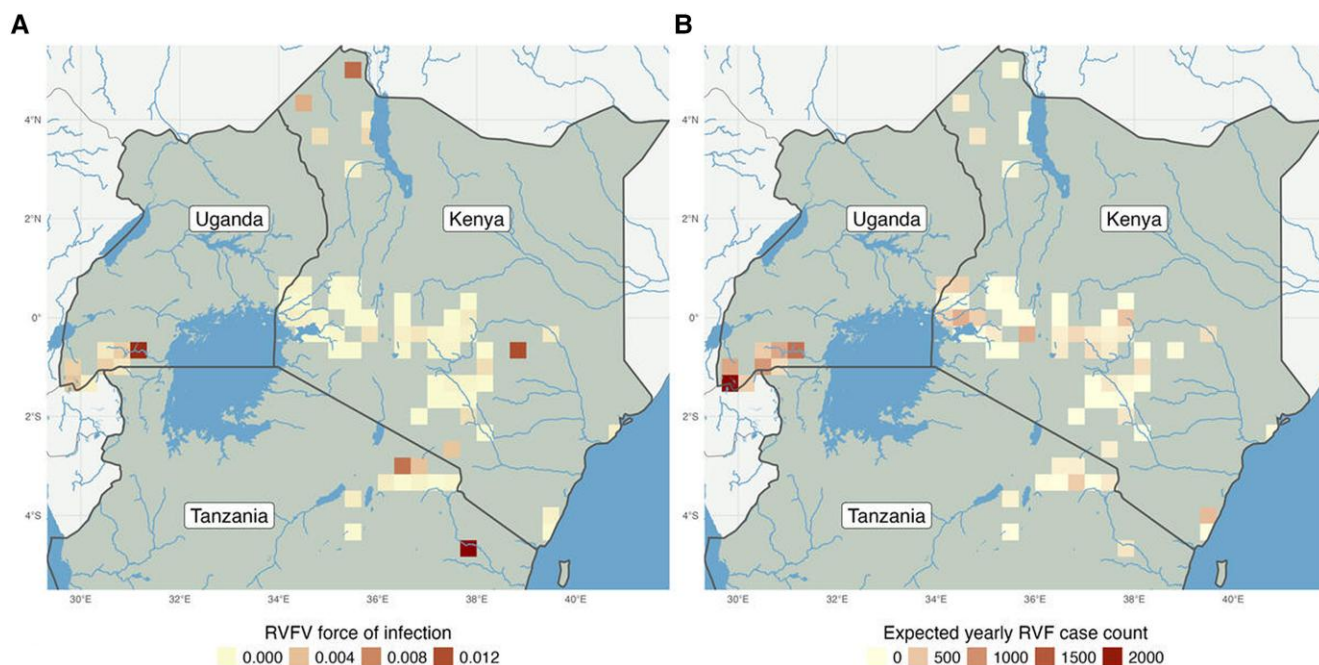 A
B
4°N
2°N
0°
2°S
4°S
Uganda
Kenya
Tanzania
30°E 32°E 34°E 36°E 38°E 40°E
RVFV force of infection
0.000 0.004 0.008 0.012
4°N
2°N
0°
2°S
4°S
Uganda
Kenya
Tanzania
30°E 32°E 34°E 36°E 38°E 40°E
Expected yearly RVF case count
0 500 1000 1500 2000